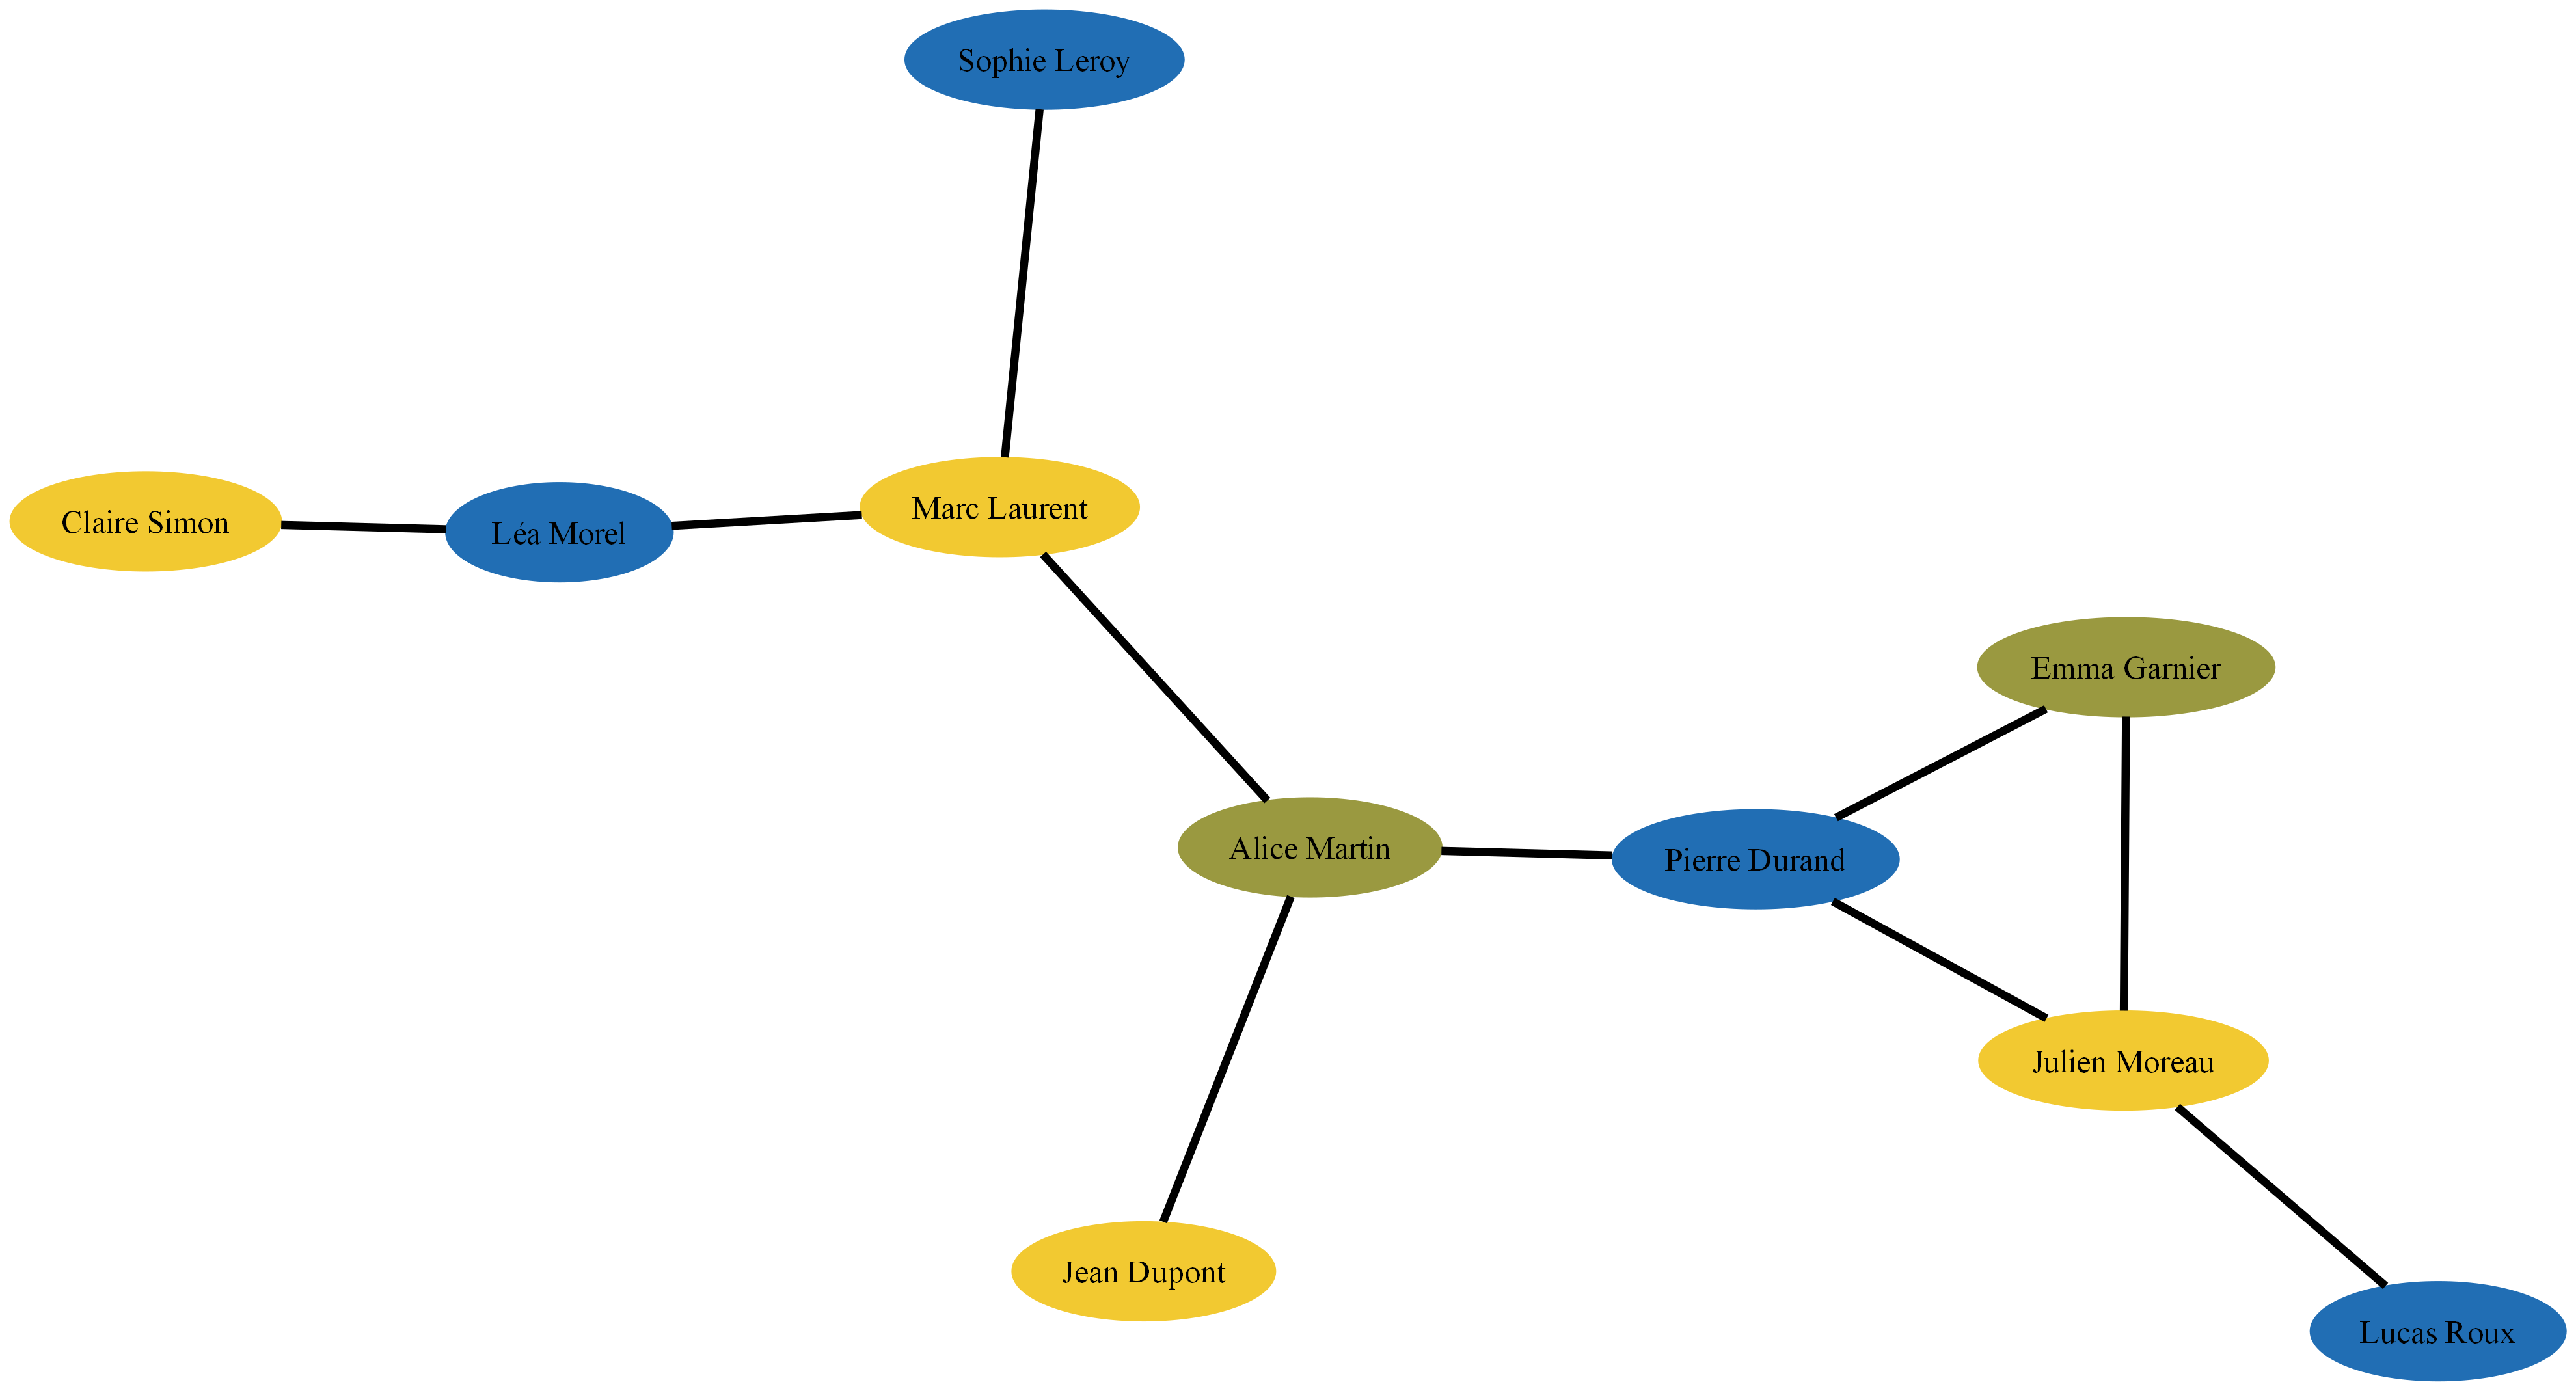 Sophie Leroy
Marc Laurent
Claire Simon
Léa Morel
Emma Garnier
Alice Martin
Pierre Durand
Julien Moreau
Jean Dupont
Lucas Roux